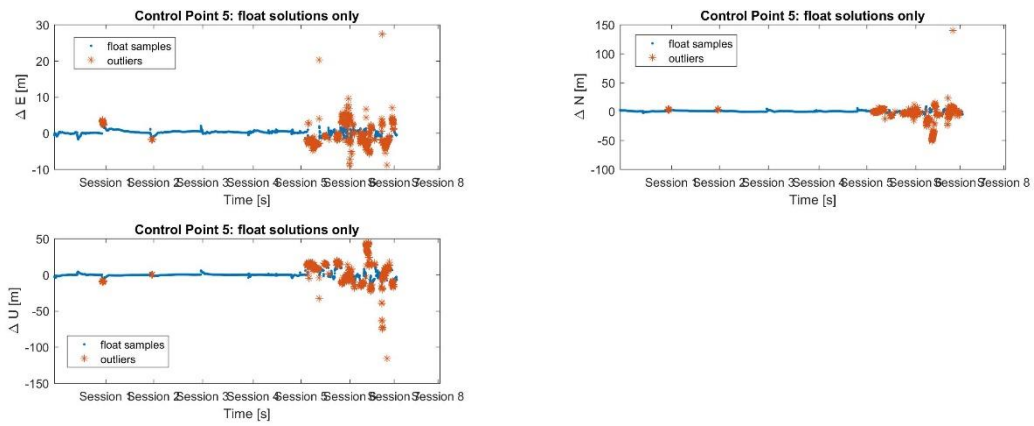 Control Point 5: float solutions only
30
20
10
0
-10
Δ E [m]
float samples
outliers
Session 1 Session 2 Session 3 Session 4 Session 5 Session 6 Session 7 Session 8
Time [s]
Control Point 5: float solutions only
150
100
50
0
-50
-100
Δ N [m]
float samples
outliers
Session 1 Session 2 Session 3 Session 4 Session 5 Session 6 Session 7 Session 8
Time [s]
Control Point 5: float solutions only
50
0
-50
-100
-150
Δ U [m]
float samples
outliers
Session 1 Session 2 Session 3 Session 4 Session 5 Session 6 Session 7 Session 8
Time [s]